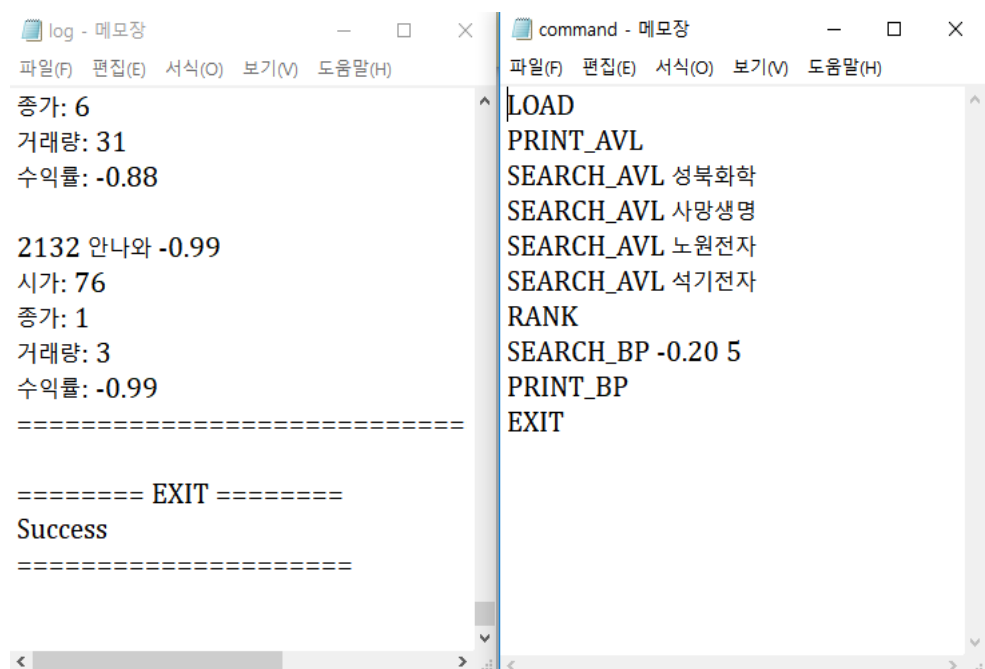 log - 메모장
파일(F) 편집(E) 서식(O) 보기(V) 도움말(H)
종가: 6
거래량: 31
수익률: -0.88
2132 안나와 -0.99
시가: 76
종가: 1
거래량: 3
수익률: -0.99
============================
======== EXIT ========
Success
=====================
command - 메모장
파일(F) 편집(E) 서식(O) 보기(V) 도움말(H)
LOAD
PRINT_AVL
SEARCH_AVL 성북화학
SEARCH_AVL 사망생명
SEARCH_AVL 노원전자
SEARCH_AVL 석기전자
RANK
SEARCH_BP -0.20 5
PRINT_BP
EXIT